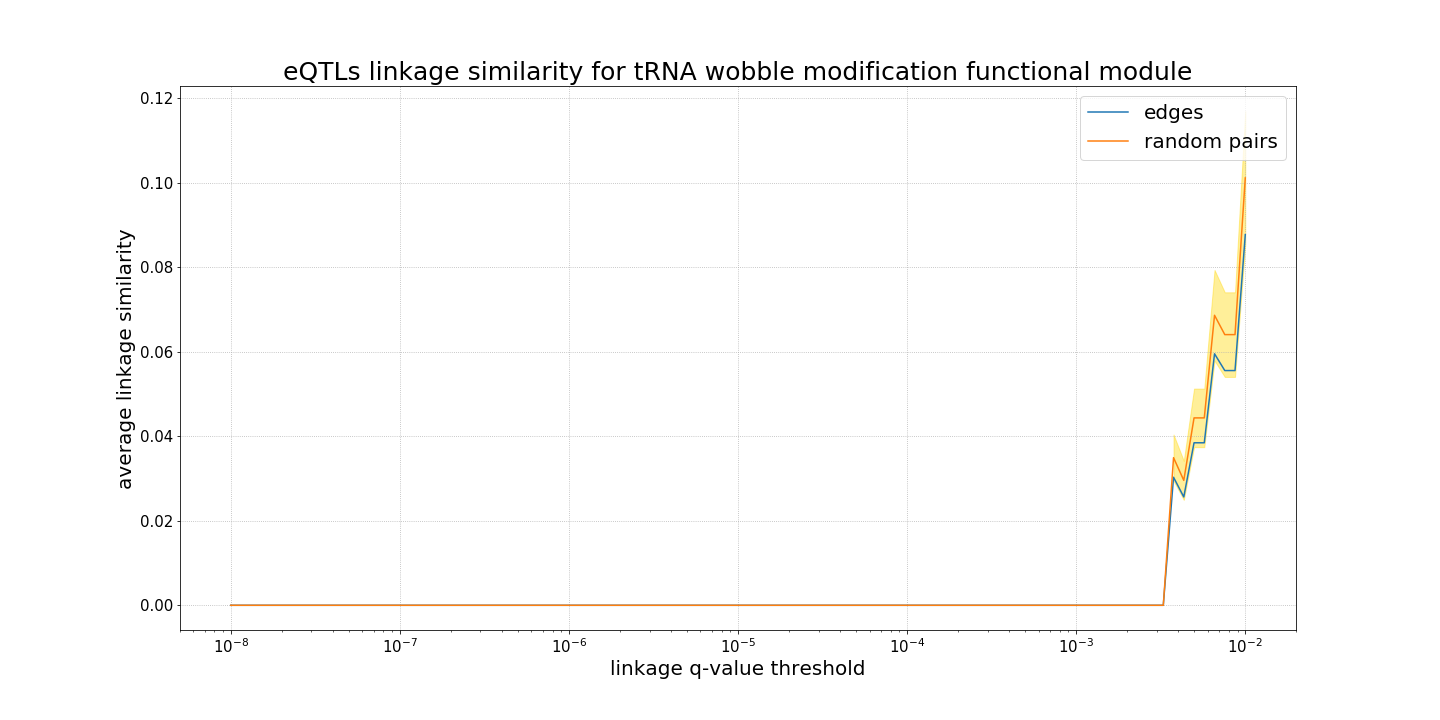 eQTLs linkage similarity for tRNA wobble modification functional module
edges
random pairs
average linkage similarity
0.12
0.10
0.08
0.06
0.04
0.02
0.00
10⁻⁸ 10⁻⁷ 10⁻⁶ 10⁻⁵ 10⁻⁴ 10⁻³ 10⁻²
linkage q-value threshold